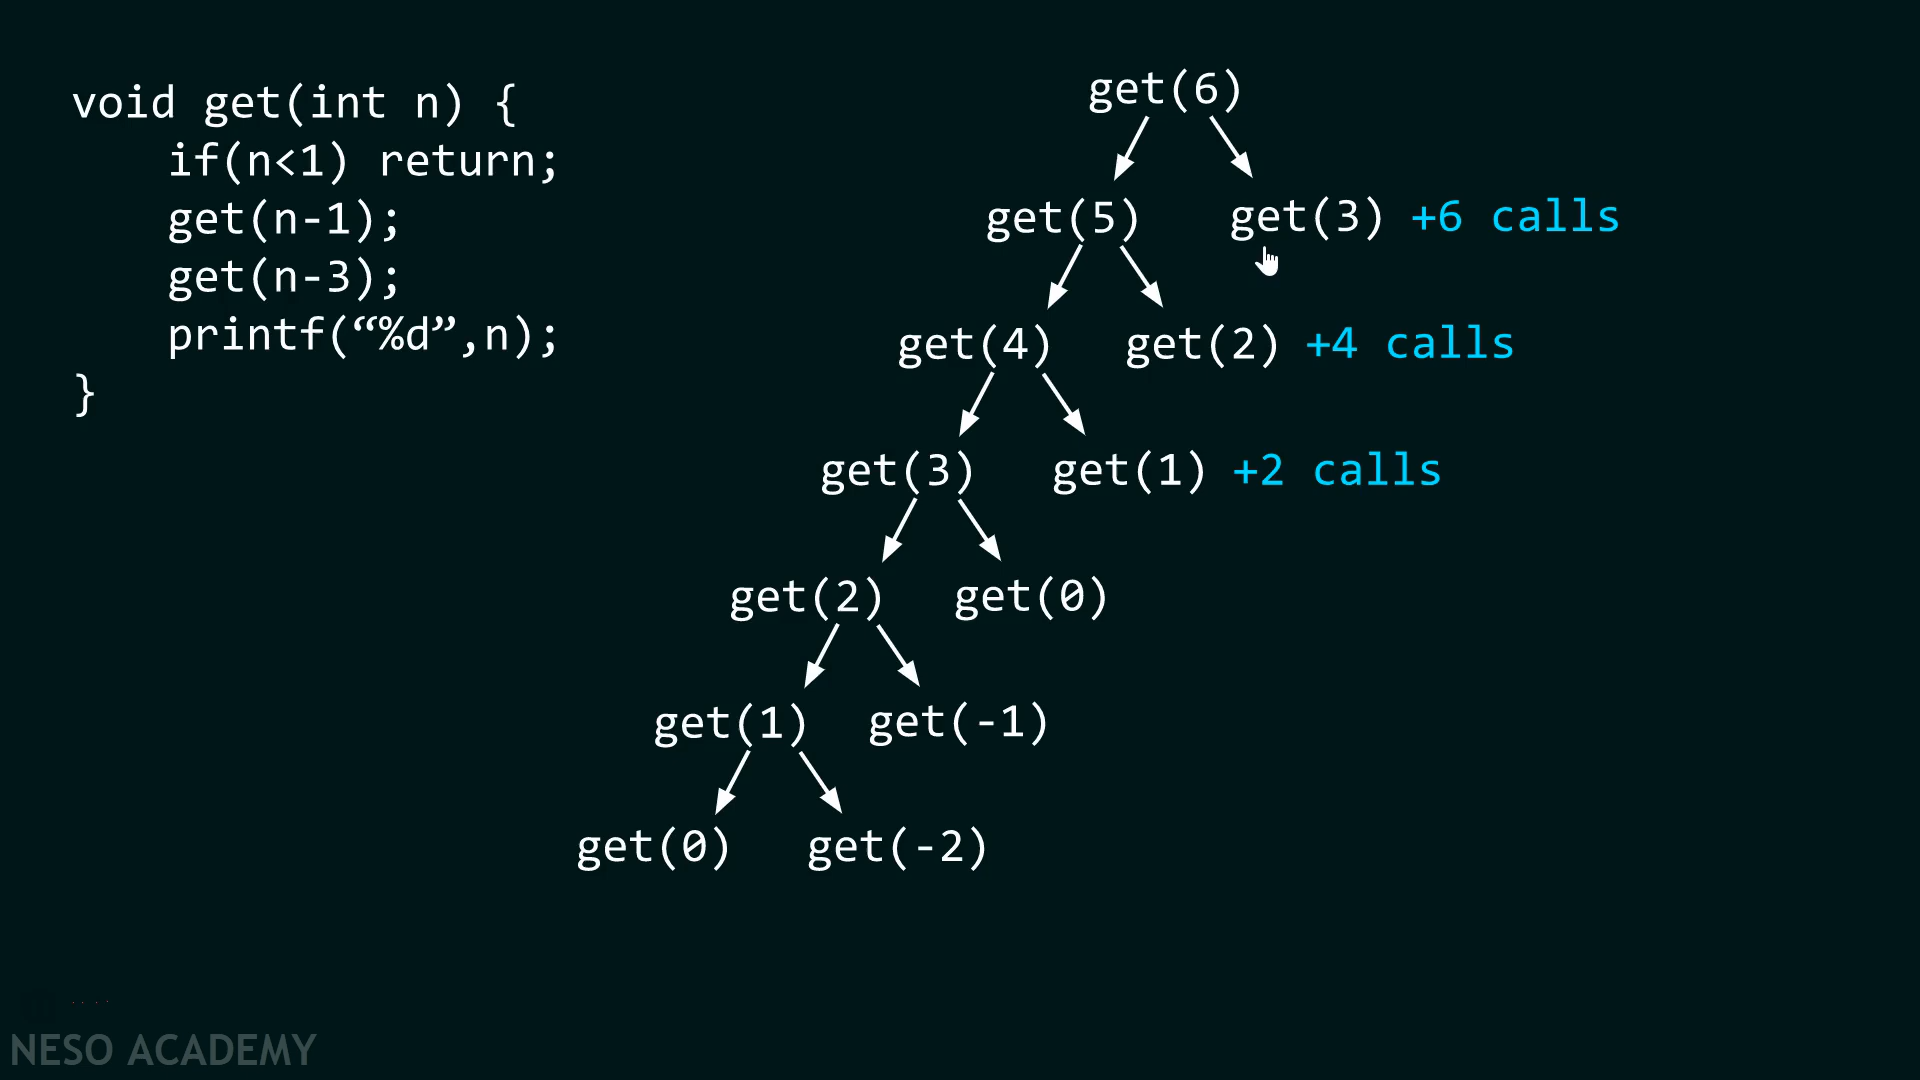 void get(int n) {
if(n<1) return;
get(n-1);
get(n-3);
printf(“%d”,n);
}
get(6)
get(5) get(3) +6 calls
get(4) get(2) +4 calls
get(3) get(1) +2 calls
get(2) get(0)
get(1) get(-1)
get(0) get(-2)
NESO ACADEMY